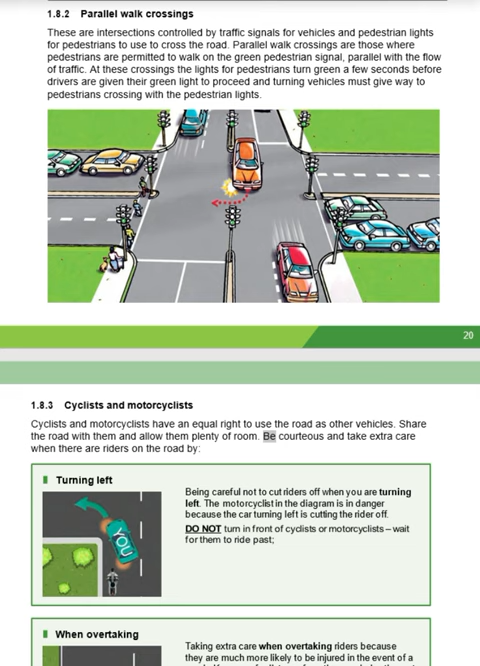 1.8.2 Parallel walk crossings
These are intersections controlled by traffic signals for vehicles and pedestrian lights
for pedestrians to use to cross the road. Parallel walk crossings are those where
pedestrians are permitted to walk on the green pedestrian signal, parallel with the flow
of traffic. At these crossings the lights for pedestrians turn green a few seconds before
drivers are given their green light to proceed and turning vehicles must give way to
pedestrians crossing with the pedestrian lights.
20
1.8.3 Cyclists and motorcyclists
Cyclists and motorcyclists have an equal right to use the road as other vehicles. Share
the road with them and allow them plenty of room. Be courteous and take extra care
when there are riders on the road by:
Turning left
YOU
Being careful not to cut riders off when you are turning
left. The motorcyclist in the diagram is in danger
because the car turning left is cutting the rider off.
DO NOT turn in front of cyclists or motorcyclists – wait
for them to ride past;
When overtaking
Taking extra care when overtaking riders because
they are much more likely to be injured in the event of a